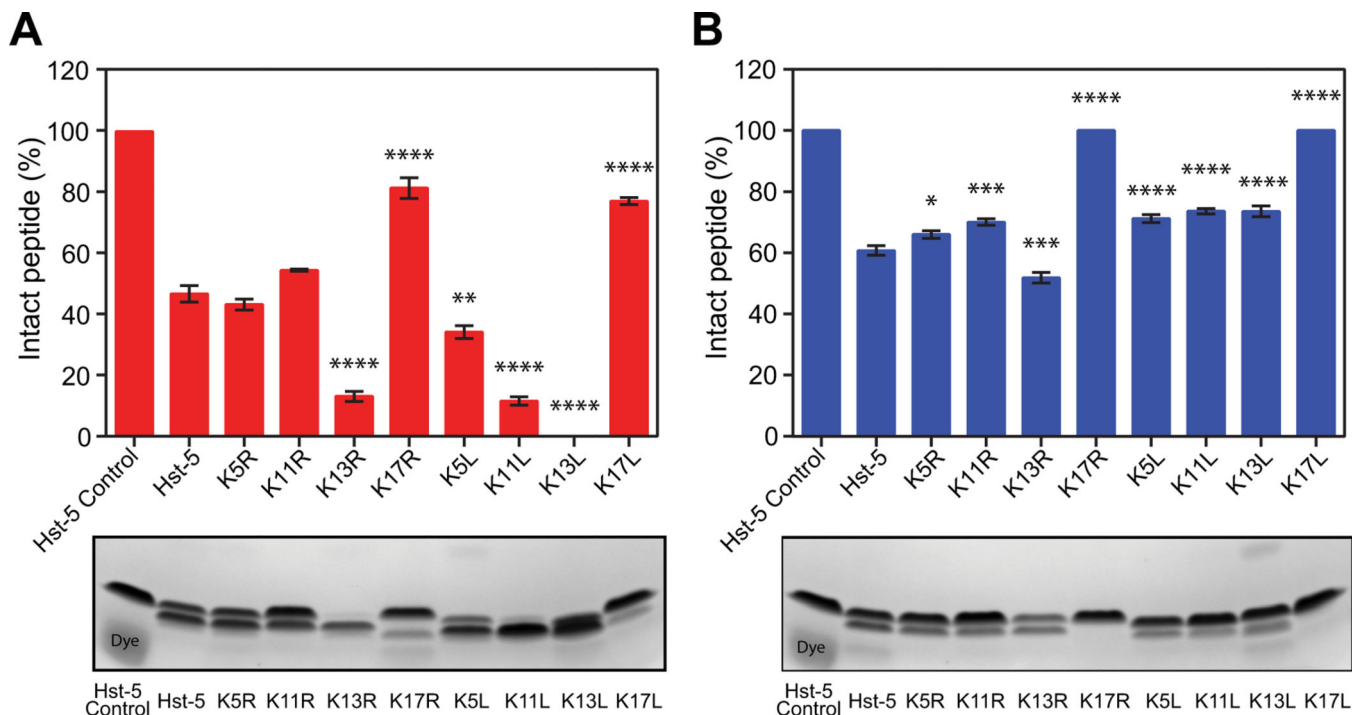 A
B
120
100
80
60
40
20
0
Intact peptide (%)
****
**
****
****
****
****
Hst-5 Control
Hst-5
K5R
K11R
K13R
K17R
K5L
K11L
K13L
K17L
120
100
80
60
40
20
0
Intact peptide (%)
*
***
***
****
****
****
****
****
Hst-5 Control
Hst-5
K5R
K11R
K13R
K17R
K5L
K11L
K13L
K17L
Dye
Hst-5
Control
Hst-5 K5R K11R K13R K17R K5L K11L K13L K17L
Dye
Hst-5
Control
Hst-5 K5R K11R K13R K17R K5L K11L K13L K17L